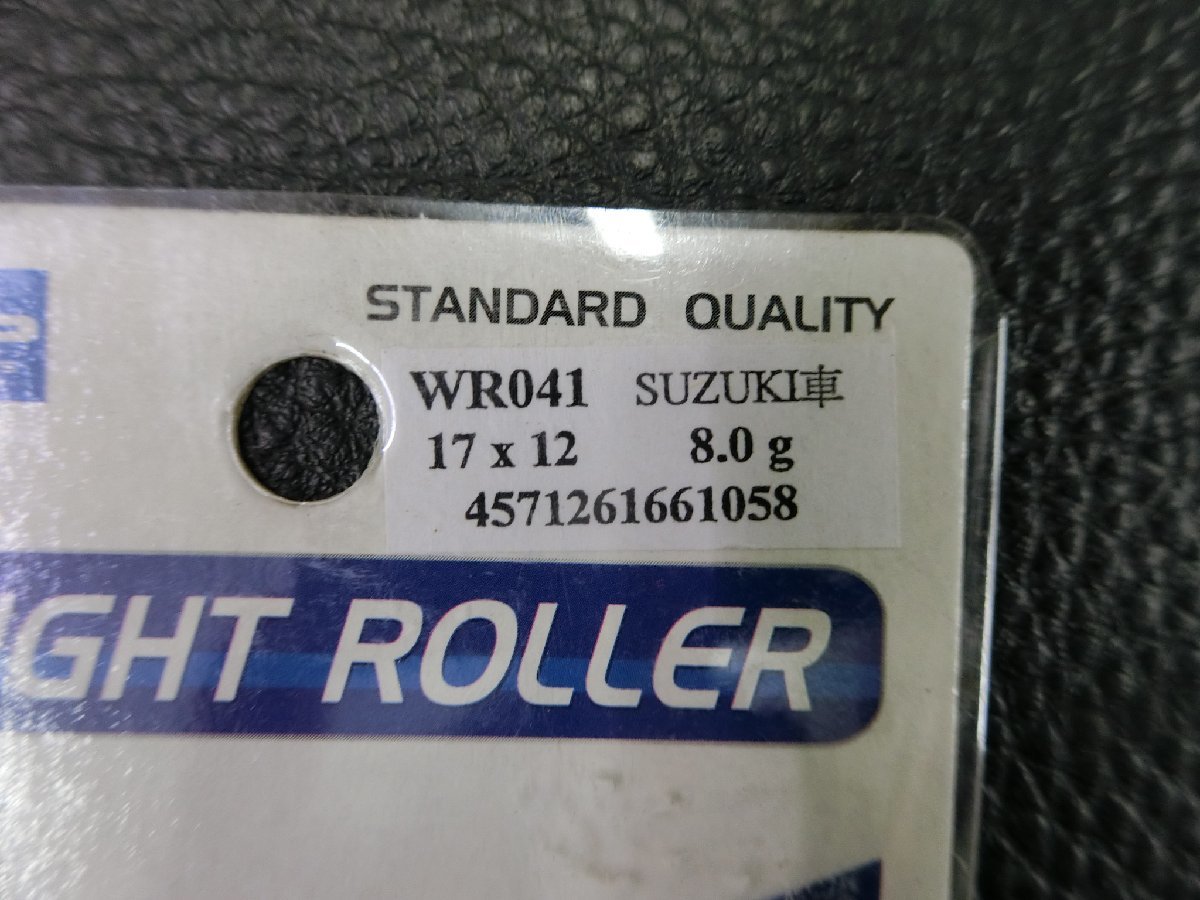 STANDARD QUALITY
WR041 SUZUKI車
17 x 12 8.0 g
4571261661058
IGHT ROLLER